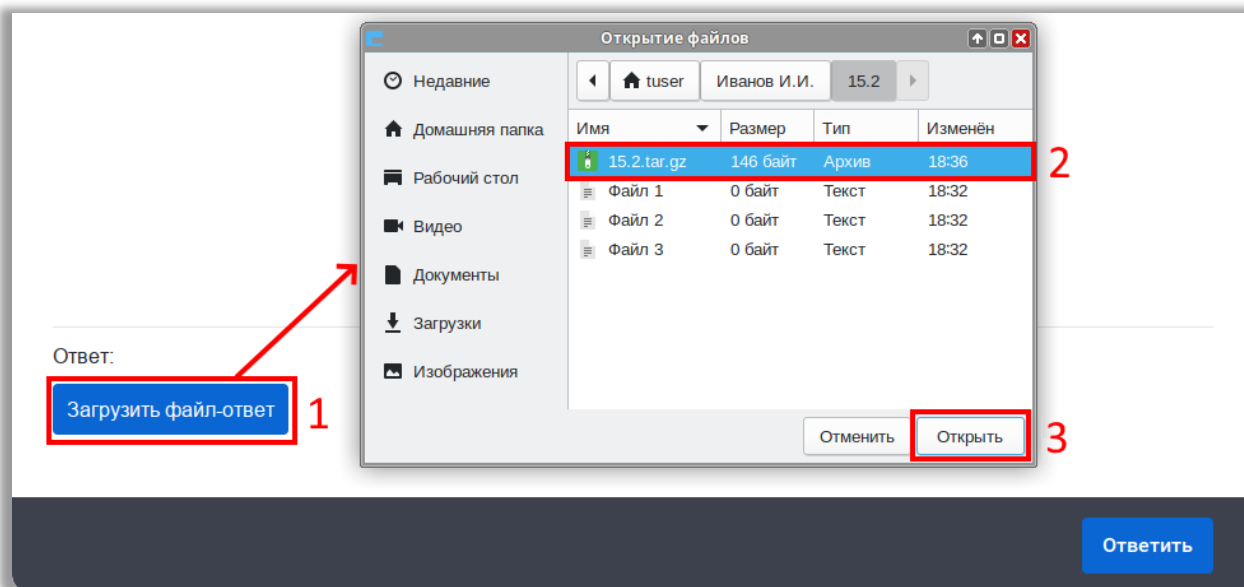 Открытие файлов
Недавние
Домашняя папка
Рабочий стол
Видео
Документы
Загрузки
Изображения
tuser Иванов И.И. 15.2
Имя Размер Тип Изменён
15.2.tar.gz 146 байт Архив 18:36
Файл 1 0 байт Текст 18:32
Файл 2 0 байт Текст 18:32
Файл 3 0 байт Текст 18:32
2
Отменить Открыть
3
Ответ:
Загрузить файл-ответ
1
Ответить